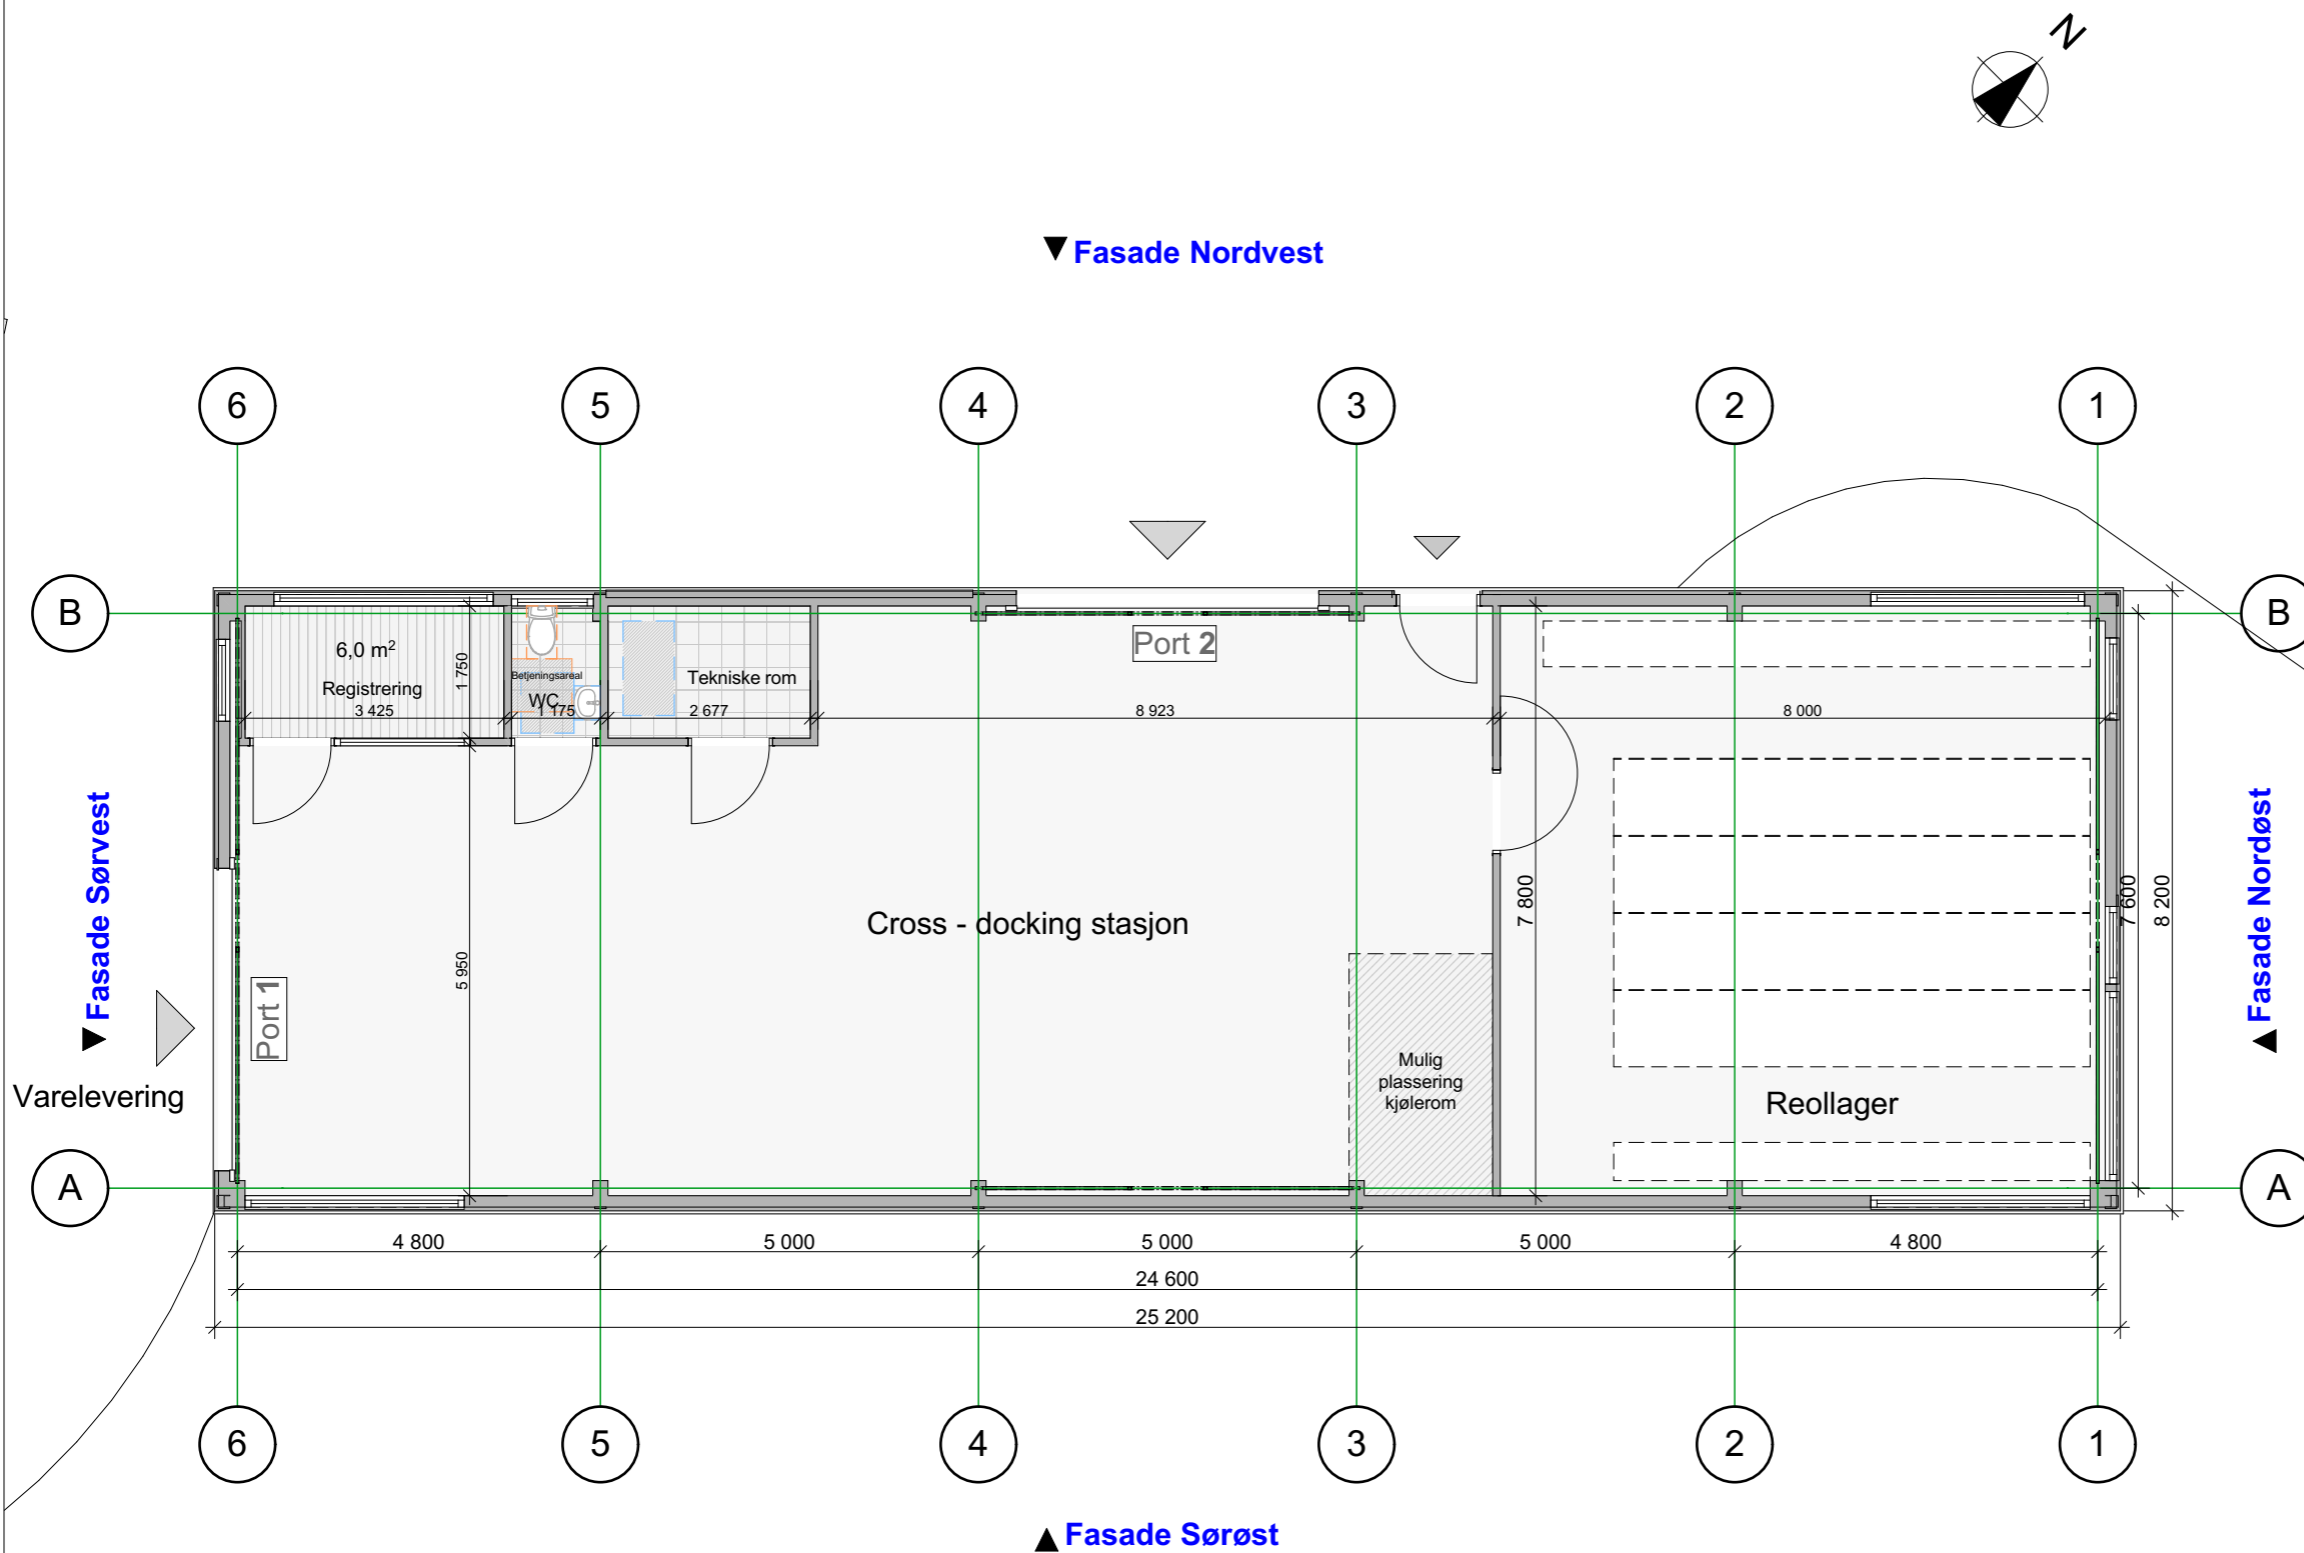 N
Fasade Nordvest
6
5
4
3
2
1
B
B
6,0 m²
Registrering
3 425
1 750
Betjeningsareal
WC
1 175
Tekniske rom
2 677
Port 2
8 923
8 000
Fasade Sørvest
Cross - docking stasjon
5 950
7 800
7 600
8 200
Fasade Nordøst
Port 1
Varelevering
Mulig
plassering
kjølerom
Reollager
A
A
4 800
5 000
5 000
5 000
4 800
24 600
25 200
6
5
4
3
2
1
Fasade Sørøst